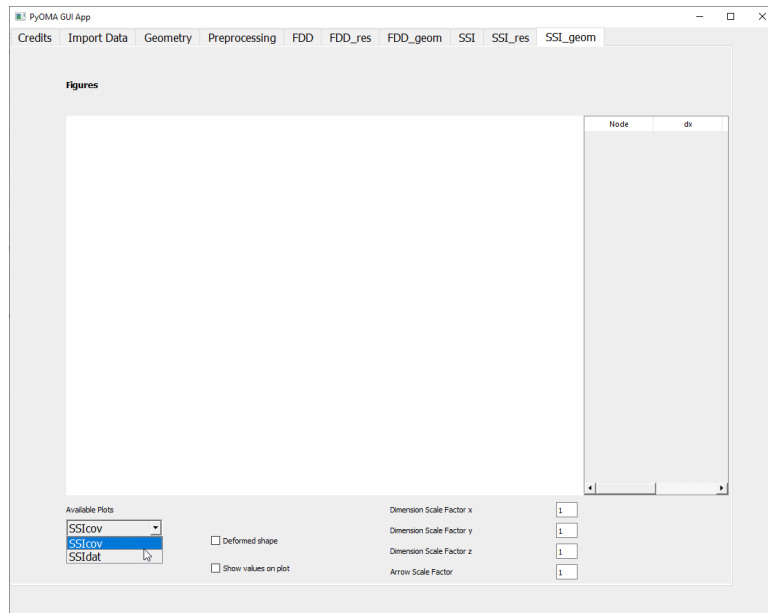 PyOMA GUI App
Credits Import Data Geometry Preprocessing FDD FDD_res FDD_geom SSI SSI_res SSI_geom
Figures
Node dx
Available Plots
SSIcov
SSIcov
SSIdat
Deformed shape
Show values on plot
Dimension Scale Factor x 1
Dimension Scale Factor y 1
Dimension Scale Factor z 1
Arrow Scale Factor 1